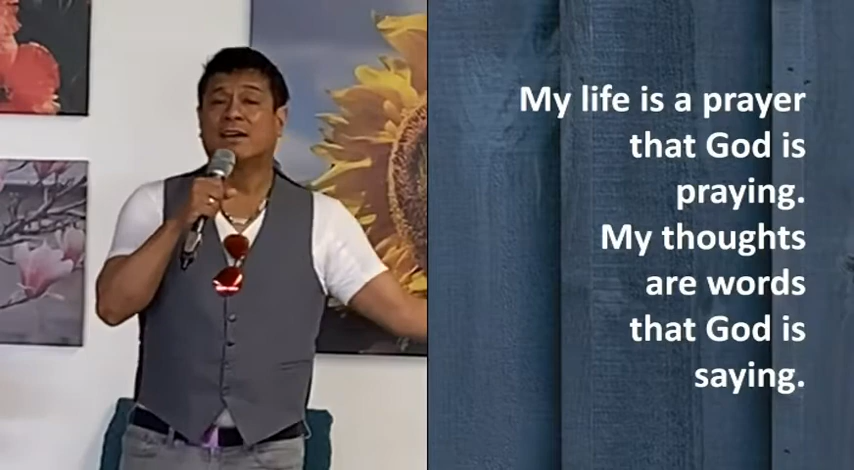 My life is a prayer
that God is
praying.
My thoughts
are words
that God is
saying.